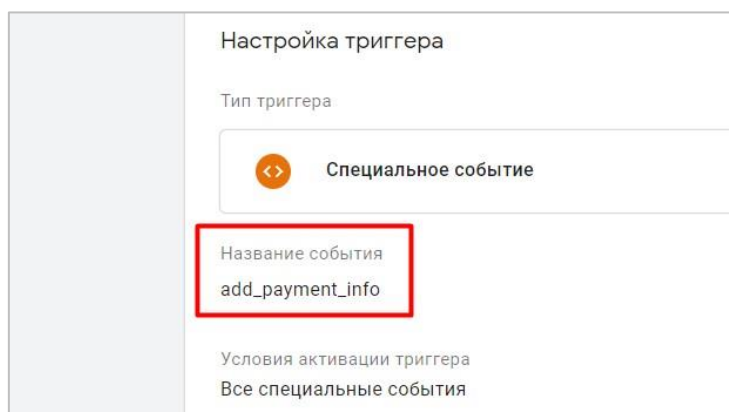 Настройка триггера
Тип триггера
Специальное событие
Название события
add_payment_info
Условия активации триггера
Все специальные события